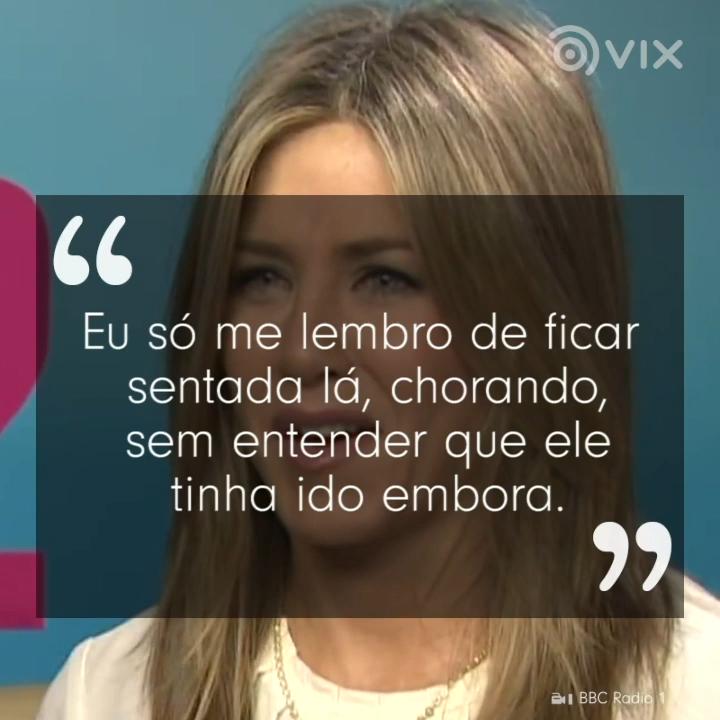 VIX
“
Eu só me lembro de ficar
sentada lá, chorando,
sem entender que ele
tinha ido embora.
”
BBC Radio 1